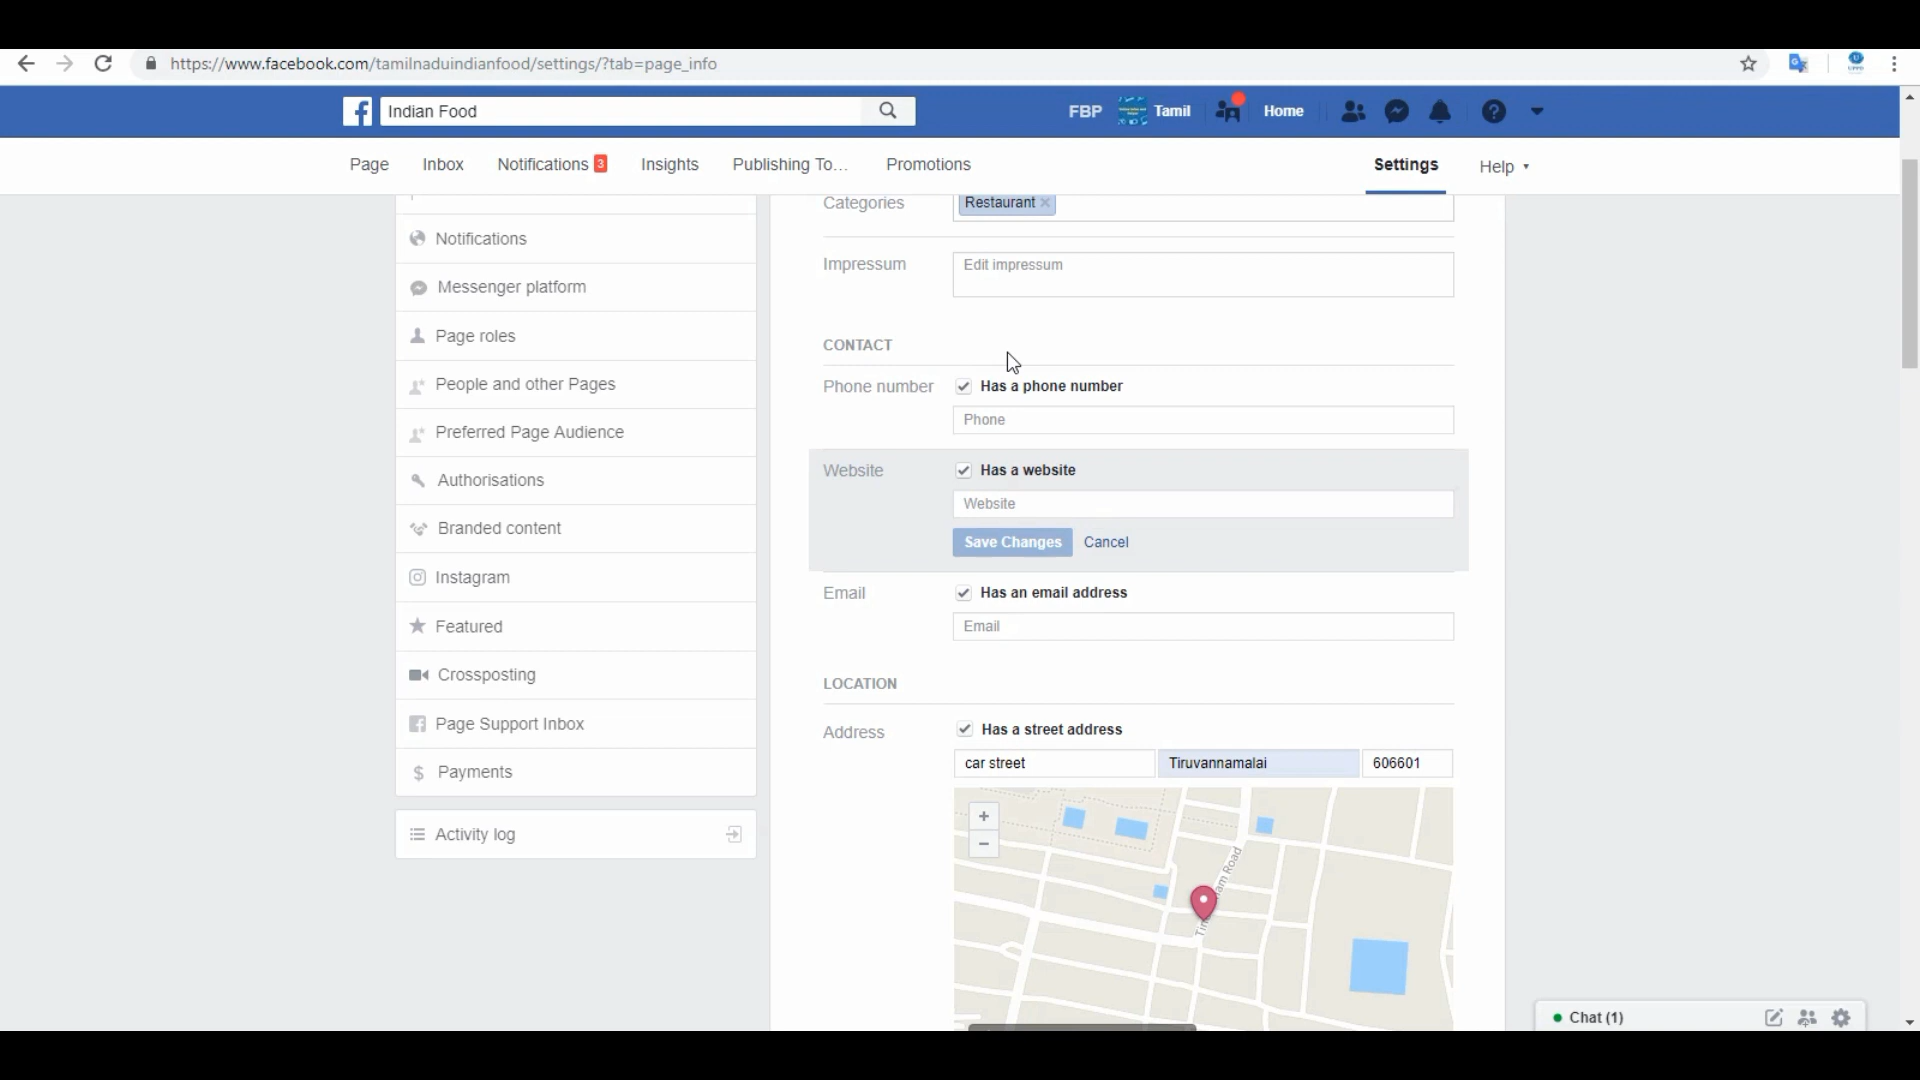 https://www.facebook.com/tamilnaduindianfood/settings/?tab=page_info
Indian Food
FBP
Tamil
Home
Page
Inbox
Notifications 3
Insights
Publishing To...
Promotions
Settings
Help
Notifications
Messenger platform
Page roles
People and other Pages
Preferred Page Audience
Authorisations
Branded content
Instagram
Featured
Crossposting
Page Support Inbox
Payments
Activity log
Categories
Restaurant
Impressum
Edit impressum
CONTACT
Phone number
Has a phone number
Phone
Website
Has a website
Website
Save Changes
Cancel
Email
Has an email address
Email
LOCATION
Address
Has a street address
car street
Tiruvannamalai
606601
+
−
Road
Chat (1)